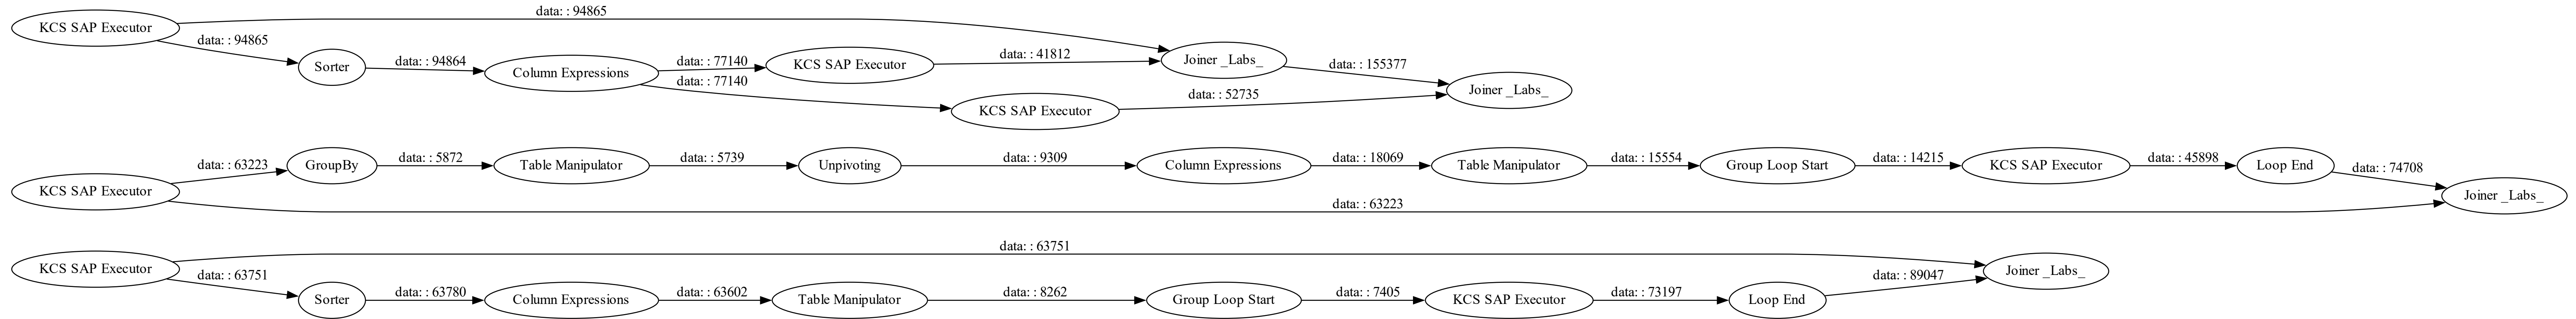 data: : 94865
KCS SAP Executor
data: : 94865
Sorter
data: : 94864
Column Expressions
data: : 77140
KCS SAP Executor
data: : 41812
Joiner _Labs_
data: : 77140
KCS SAP Executor
data: : 52735
data: : 155377
Joiner _Labs_
KCS SAP Executor
data: : 63223
GroupBy
data: : 5872
Table Manipulator
data: : 5739
Unpivoting
data: : 9309
Column Expressions
data: : 18069
Table Manipulator
data: : 15554
Group Loop Start
data: : 14215
KCS SAP Executor
data: : 45898
Loop End
data: : 74708
Joiner _Labs_
data: : 63223
data: : 63751
KCS SAP Executor
data: : 63751
Sorter
data: : 63780
Column Expressions
data: : 63602
Table Manipulator
data: : 8262
Group Loop Start
data: : 7405
KCS SAP Executor
data: : 73197
Loop End
data: : 89047
Joiner _Labs_